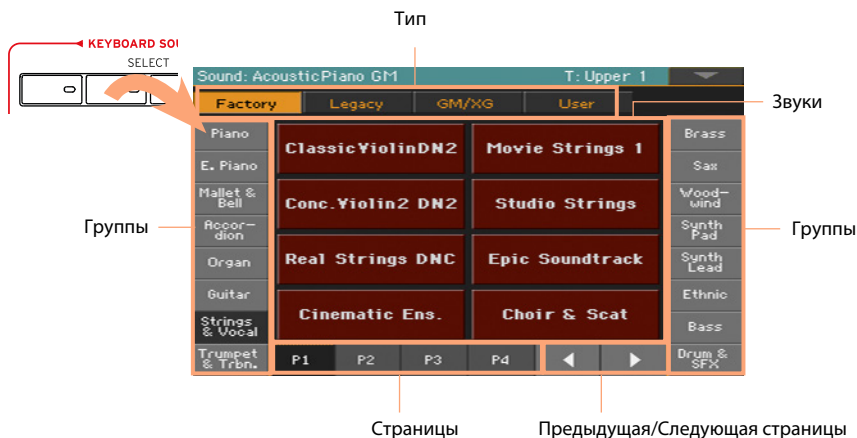 Тип
KEYBOARD SOU
SELECT
Sound: AcousticPiano GM T: Upper 1
Factory Legacy GM/XG User
Звуки
Группы
Piano
E. Piano
Mallet &
Bell
Accor-
dion
Organ
Guitar
Strings
& Vocal
Trumpet
& Trbn.
ClassicViolinDN2 Movie Strings 1
Conc.Violin2 DN2 Studio Strings
Real Strings DNC Epic Soundtrack
Cinematic Ens. Choir & Scat
Brass
Sax
Wood-
wind
Synth
Pad
Synth
Lead
Ethnic
Bass
Drum &
SFX
Группы
P1 P2 P3 P4
Страницы
Предыдущая/Следующая страницы